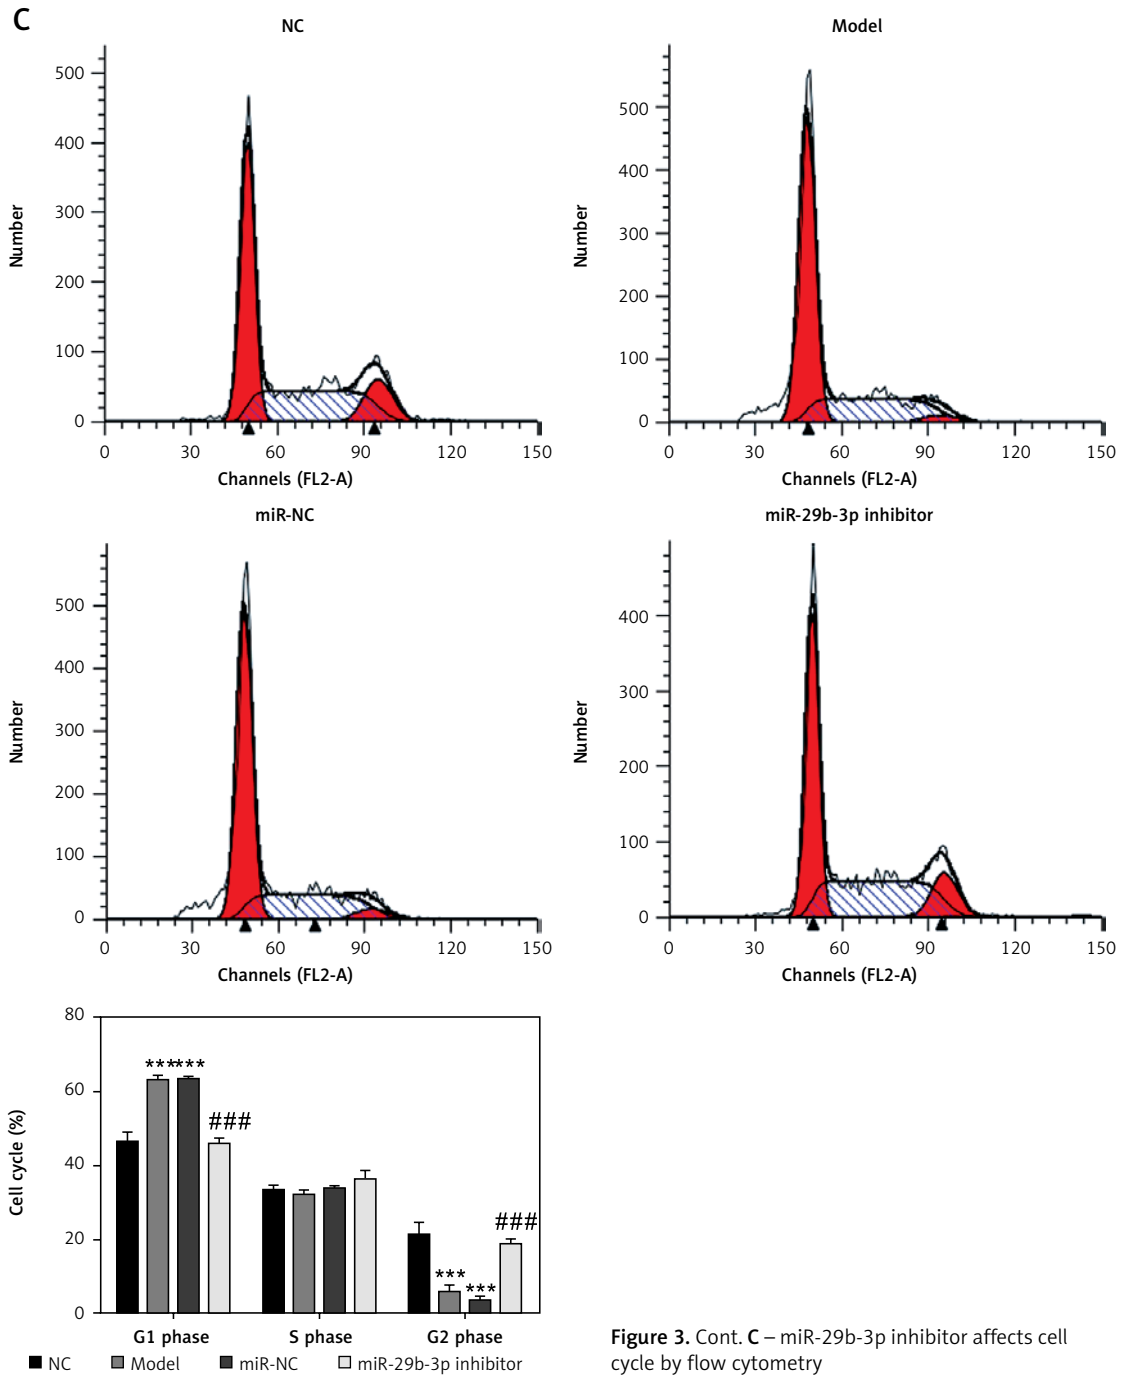 C
NC
500
400
300
200
100
0
Number
0 30 60 90 120 150
Channels (FL2-A)
Model
500
400
300
200
100
0
Number
0 30 60 90 120 150
Channels (FL2-A)
miR-NC
500
400
300
200
100
0
Number
0 30 60 90 120 150
Channels (FL2-A)
miR-29b-3p inhibitor
400
300
200
100
0
Number
0 30 60 90 120 150
Channels (FL2-A)
80
60
40
20
0
Cell cycle (%)
*** ***
###
###
***
***
G1 phase S phase G2 phase
NC Model miR-NC miR-29b-3p inhibitor
Figure 3. Cont. C – miR-29b-3p inhibitor affects cell
cycle by flow cytometry